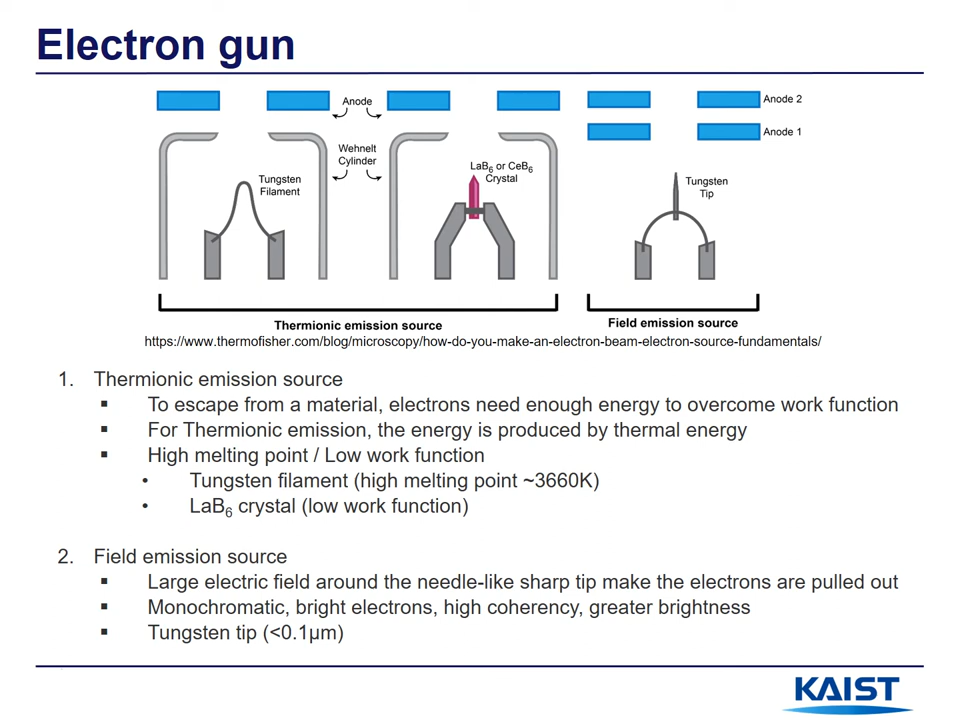 Electron gun
Anode
Anode 2
Anode 1
Wehnelt
Cylinder
Tungsten
Filament
LaB6 or CeB6
Crystal
Tungsten
Tip
Thermionic emission source
Field emission source
https://www.thermofisher.com/blog/microscopy/how-do-you-make-an-electron-beam-electron-source-fundamentals/
1. Thermionic emission source
▪ To escape from a material, electrons need enough energy to overcome work function
▪ For Thermionic emission, the energy is produced by thermal energy
▪ High melting point / Low work function
• Tungsten filament (high melting point ~3660K)
• LaB6 crystal (low work function)
2. Field emission source
▪ Large electric field around the needle-like sharp tip make the electrons are pulled out
▪ Monochromatic, bright electrons, high coherency, greater brightness
▪ Tungsten tip (<0.1μm)
KAIST